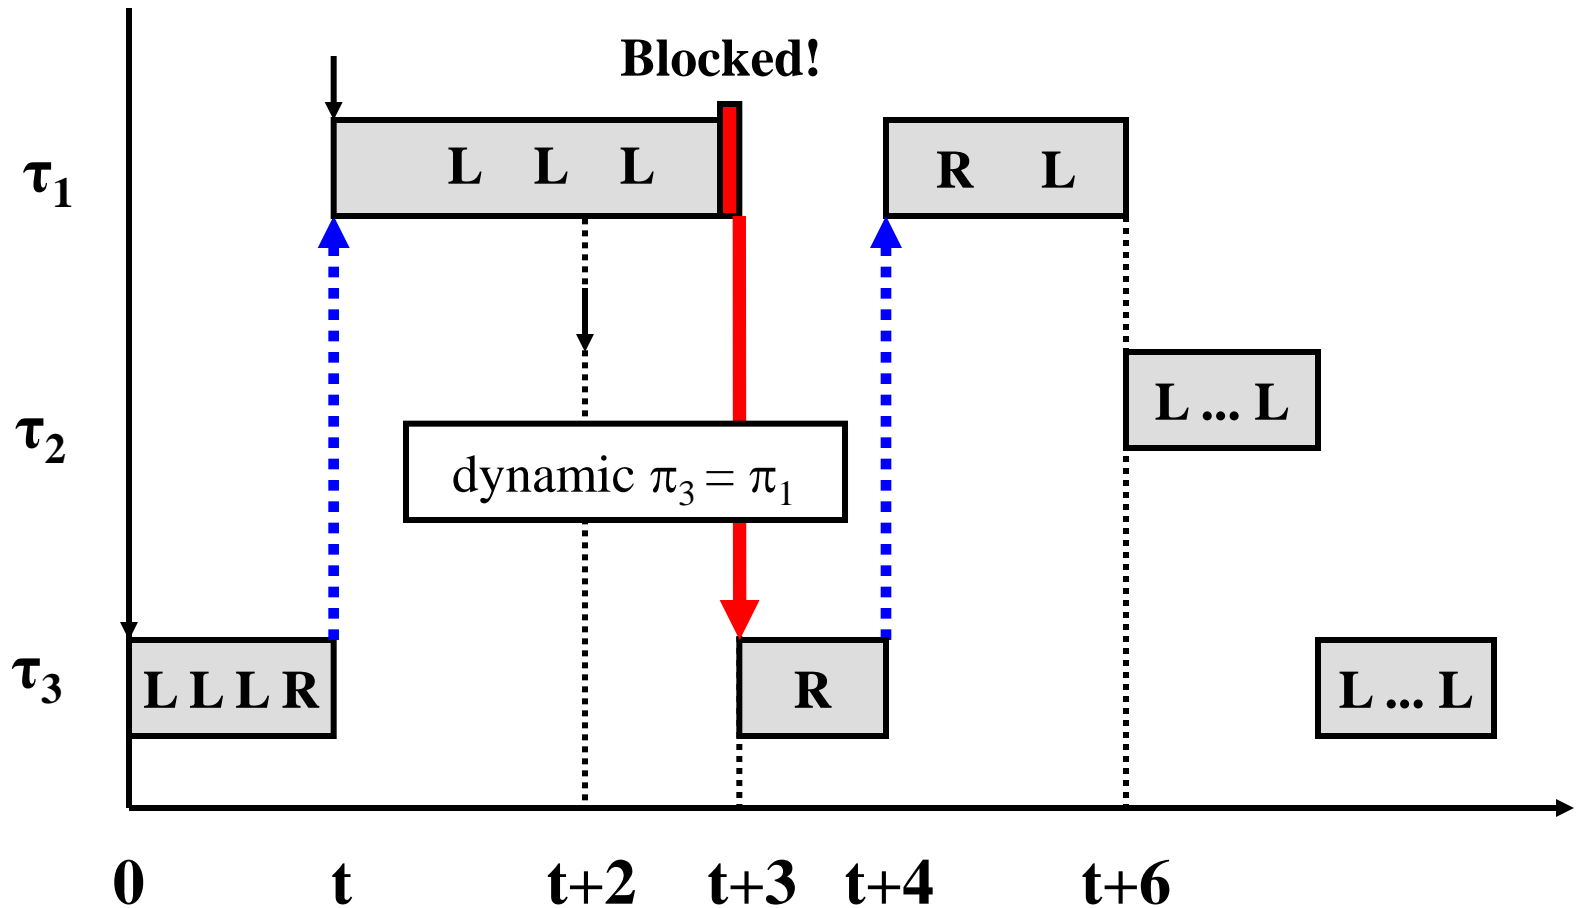 Blocked!
τ1
L L L
R L
τ2
L ... L
dynamic π3 = π1
τ3
L L L R
R
L ... L
0 t t+2 t+3 t+4 t+6